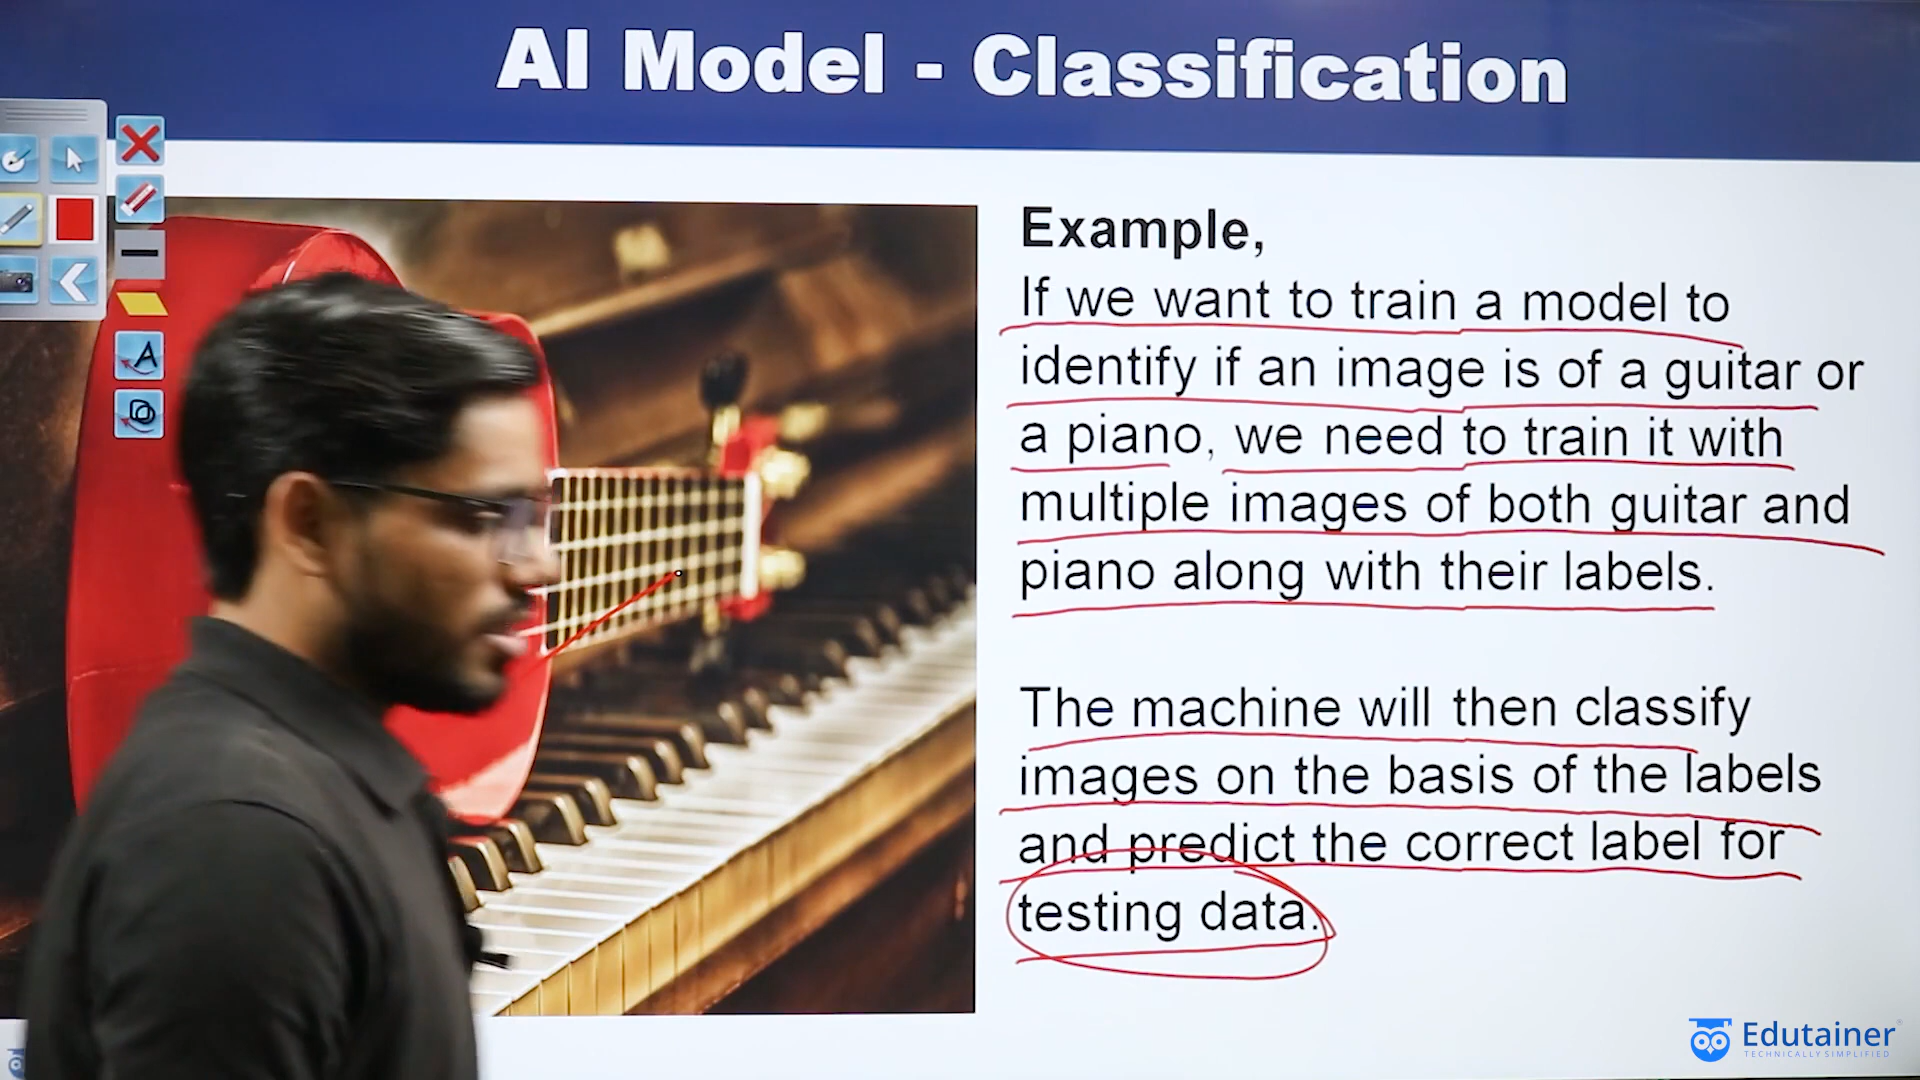 AI Model - Classification
Example,
If we want to train a model to
identify if an image is of a guitar or
a piano, we need to train it with
multiple images of both guitar and
piano along with their labels.
The machine will then classify
images on the basis of the labels
and predict the correct label for
testing data.
A
Edutainer
TECHNICALLY SIMPLIFIED